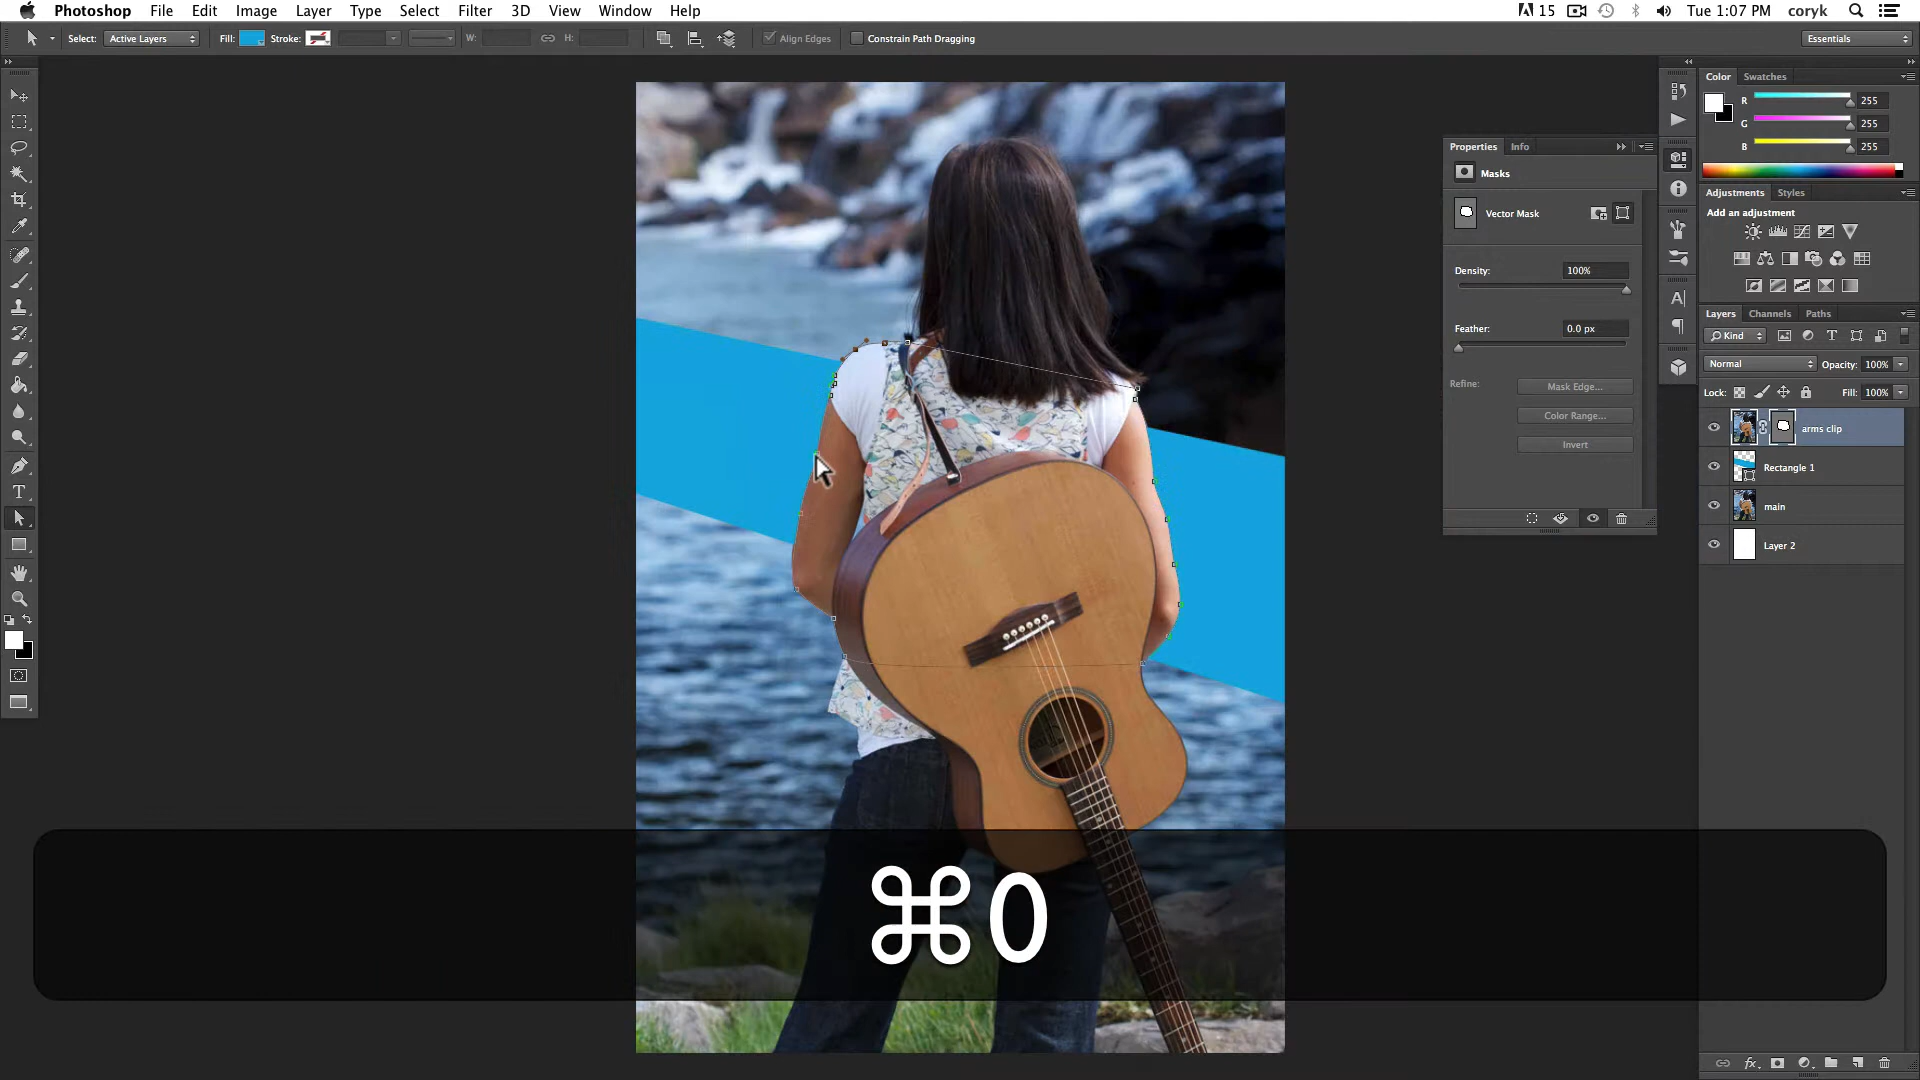 Photoshop File Edit Image Layer Type Select Filter 3D View Window Help 15 Tue 1:07 PM coryk
Select: Active Layers Fill: Stroke: W: H: Align Edges Constrain Path Dragging Essentials
Color Swatches
R 255
G 255
B 255
Adjustments Styles
Add an adjustment
Properties Info
Masks
Vector Mask
Density: 100%
Feather: 0.0 px
Refine: Mask Edge...
Color Range...
Invert
Layers Channels Paths
Kind
Normal Opacity: 100%
Lock: Fill: 100%
arms clip
Rectangle 1
main
Layer 2
⌘0